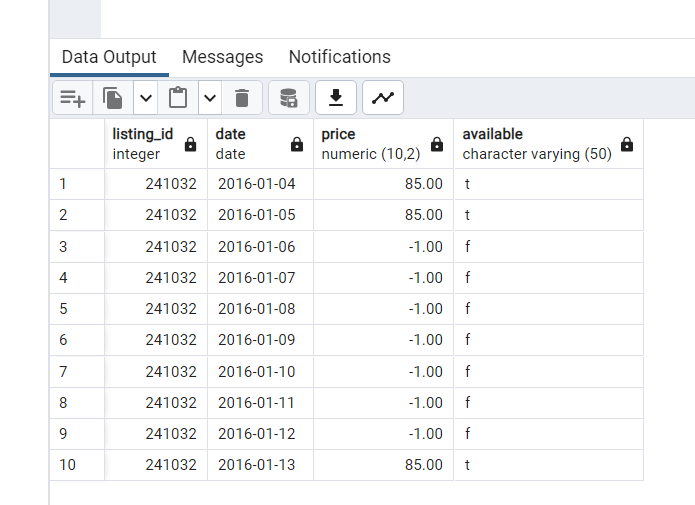 Data Output Messages Notifications
listing_id date price available
integer date numeric (10,2) character varying (50)
1 241032 2016-01-04 85.00 t
2 241032 2016-01-05 85.00 t
3 241032 2016-01-06 -1.00 f
4 241032 2016-01-07 -1.00 f
5 241032 2016-01-08 -1.00 f
6 241032 2016-01-09 -1.00 f
7 241032 2016-01-10 -1.00 f
8 241032 2016-01-11 -1.00 f
9 241032 2016-01-12 -1.00 f
10 241032 2016-01-13 85.00 t